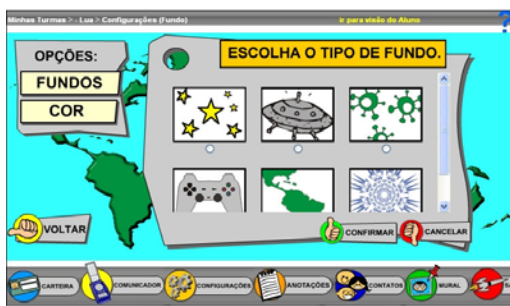 Minhas Turmas > - Lua > Configurações (Fundo)
ir para visão do Aluno
?
OPÇÕES:
FUNDOS
COR
ESCOLHA O TIPO DE FUNDO.
VOLTAR
CONFIRMAR
CANCELAR
CARTEIRA
COMUNICADOR
CONFIGURAÇÕES
ANOTAÇÕES
CONTATOS
MURAL